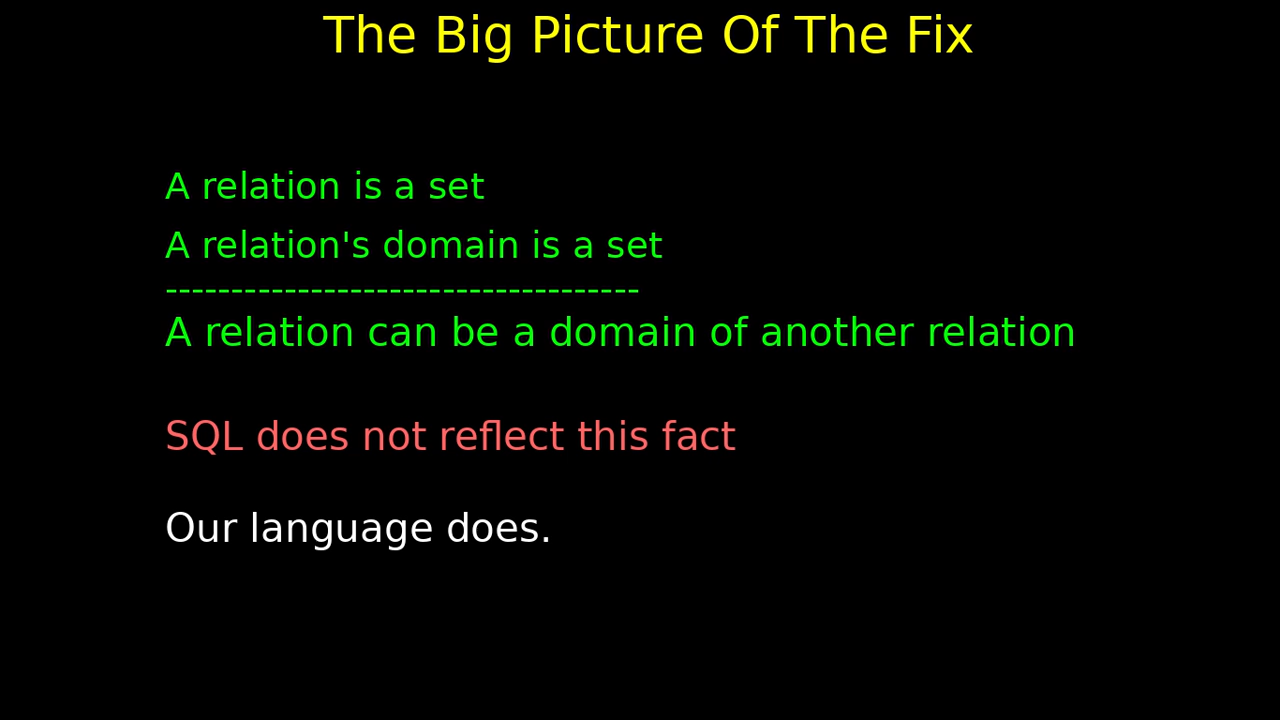 The Big Picture Of The Fix
A relation is a set
A relation's domain is a set
------------------------------------
A relation can be a domain of another relation
SQL does not reflect this fact
Our language does.